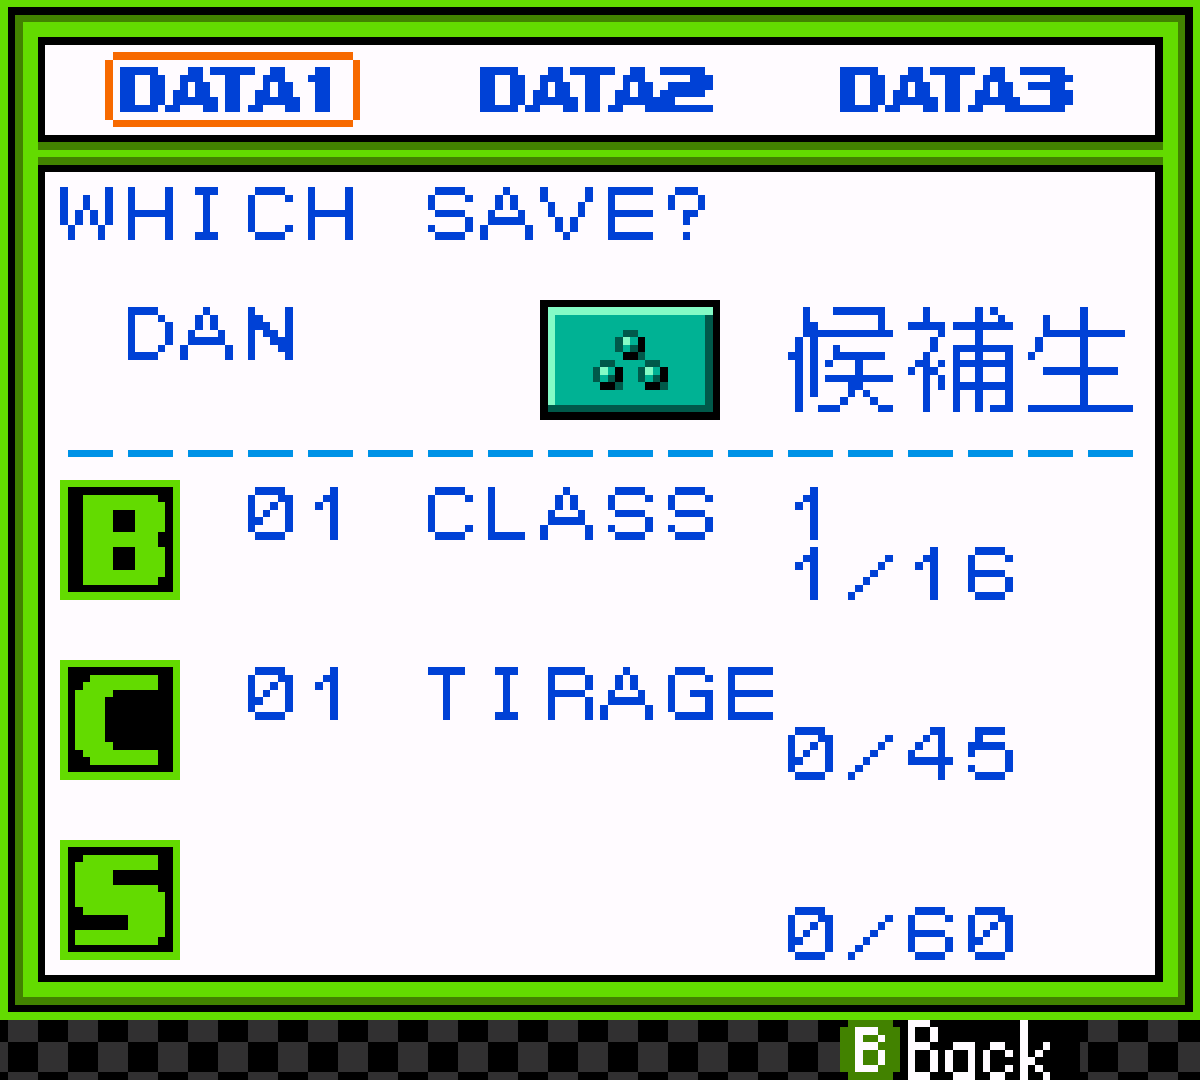 DATA1 DATA2 DATA3
WHICH SAVE?
DAN 候補生
B 01 CLASS 1
1/16
C 01 TIRAGE
0/45
S
0/60
B Back